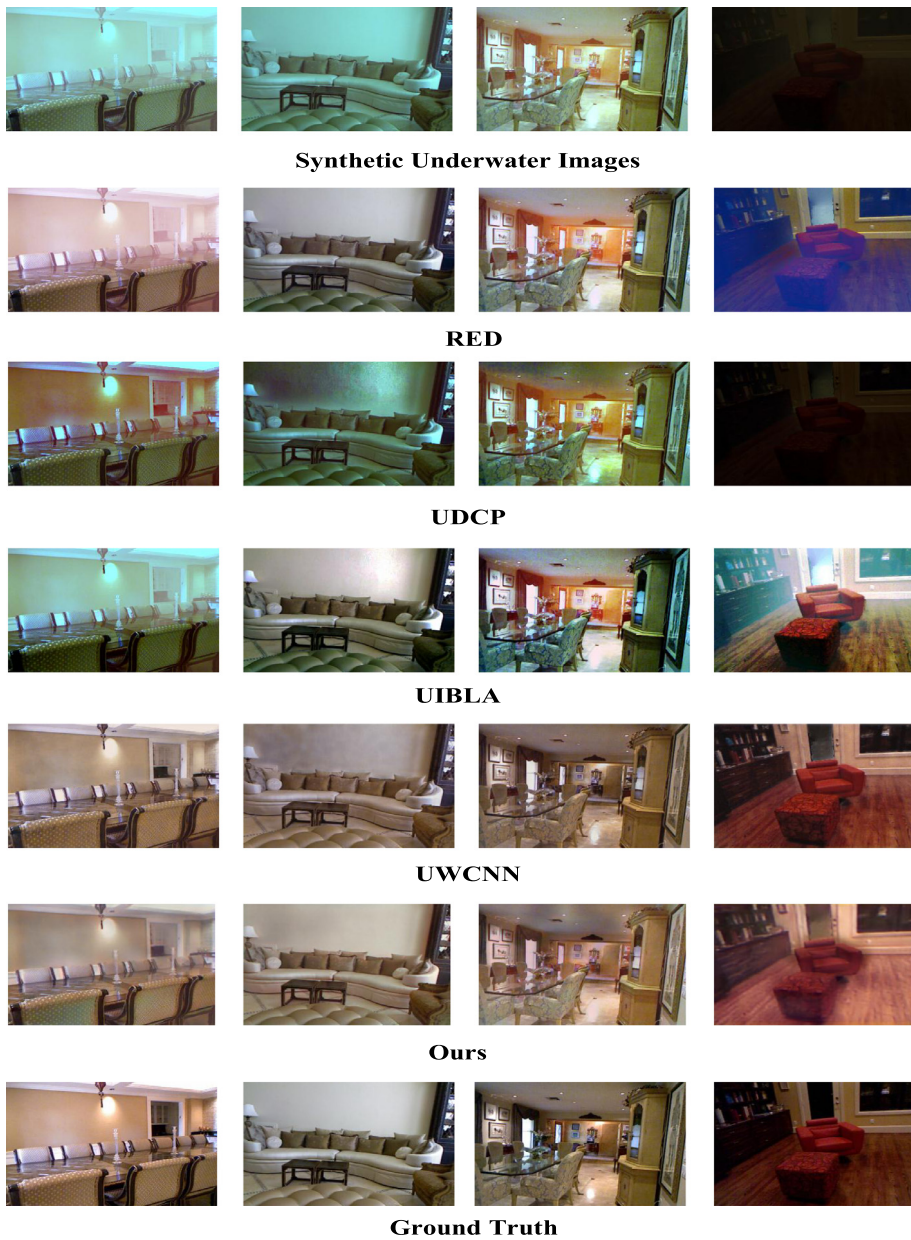 Synthetic Underwater Images
RED
UDCP
UIBLA
UWCNN
Ours
Ground Truth